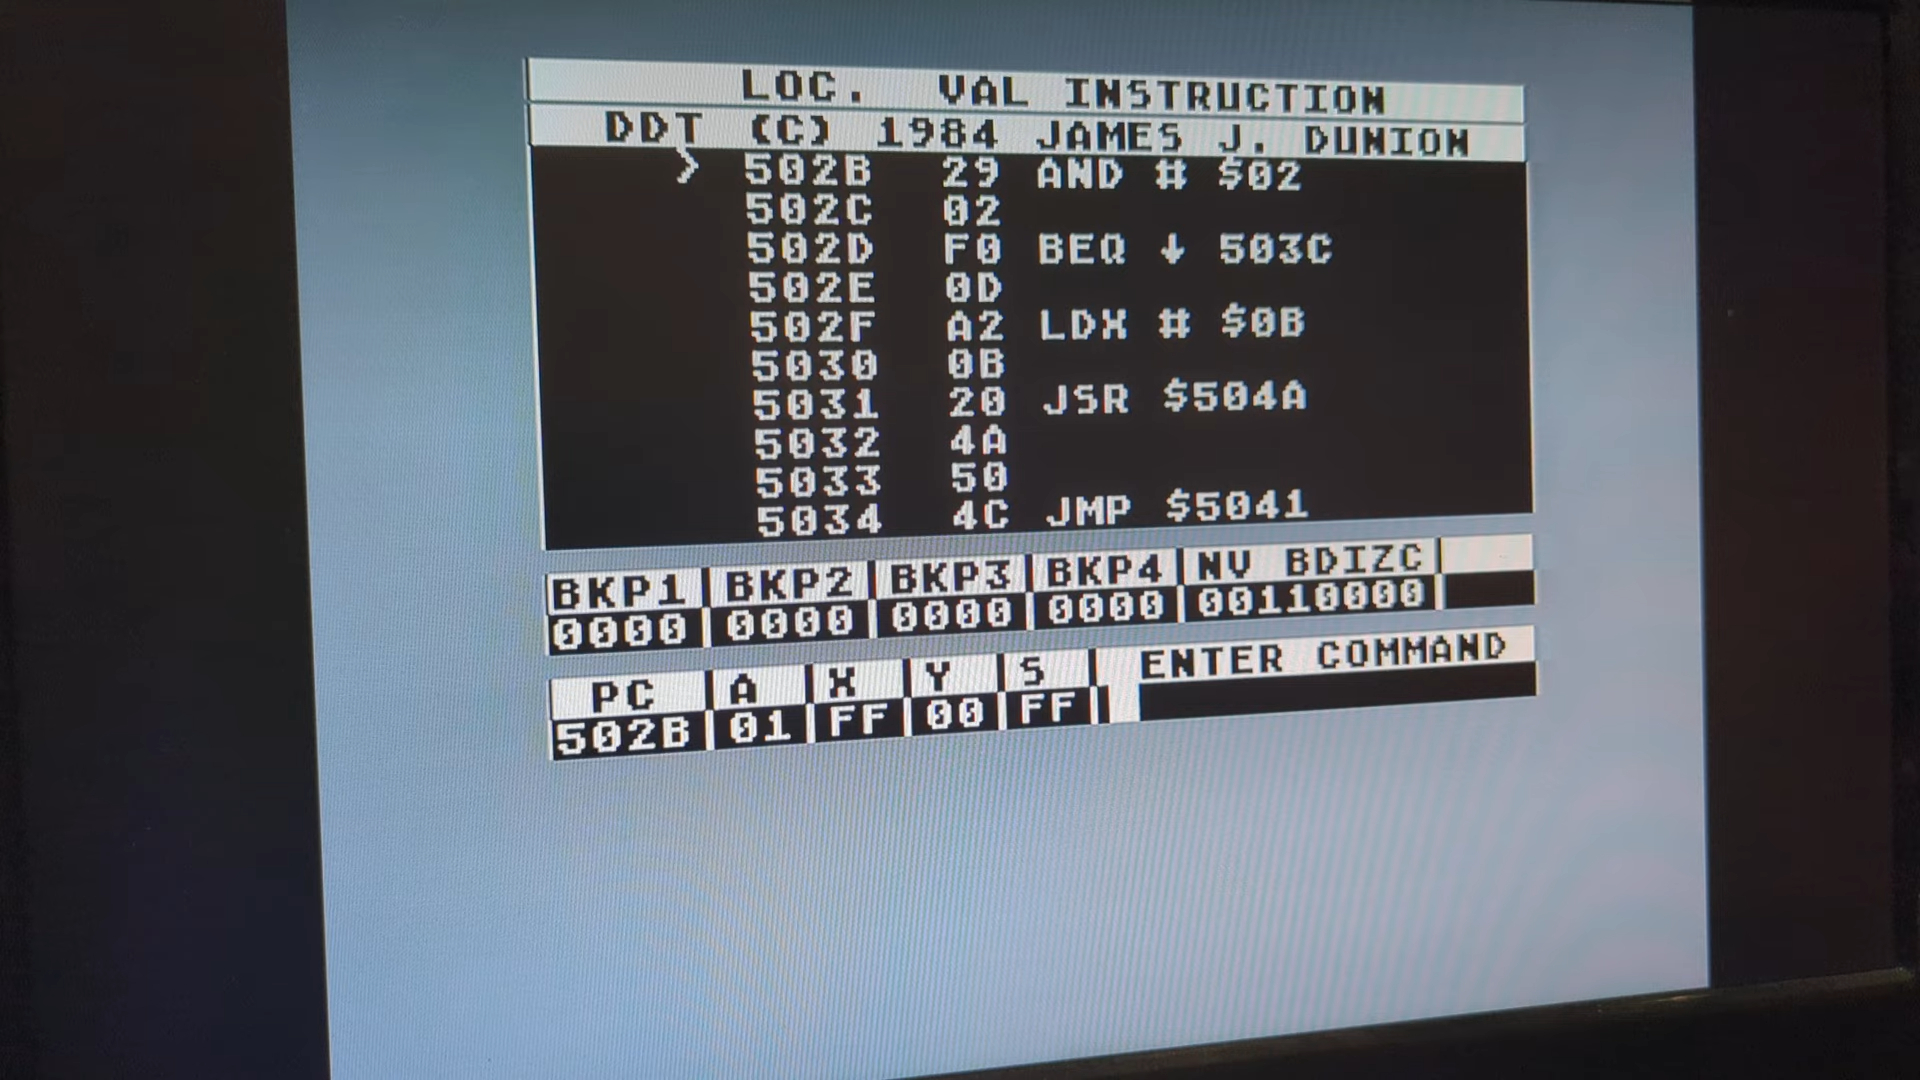 LOC. VAL INSTRUCTION
DDT (C) 1984 JAMES J. DUNION
> 502B 29 AND # $02
502C 02
502D F0 BEQ ↓ 503C
502E 0D
502F A2 LDX # $0B
5030 0B
5031 20 JSR $504A
5032 4A
5033 50
5034 4C JMP $5041
BKP1 BKP2 BKP3 BKP4 NV BDIZC
0000 0000 0000 0000 00110000
PC A X Y S ENTER COMMAND
502B 01 FF 00 FF